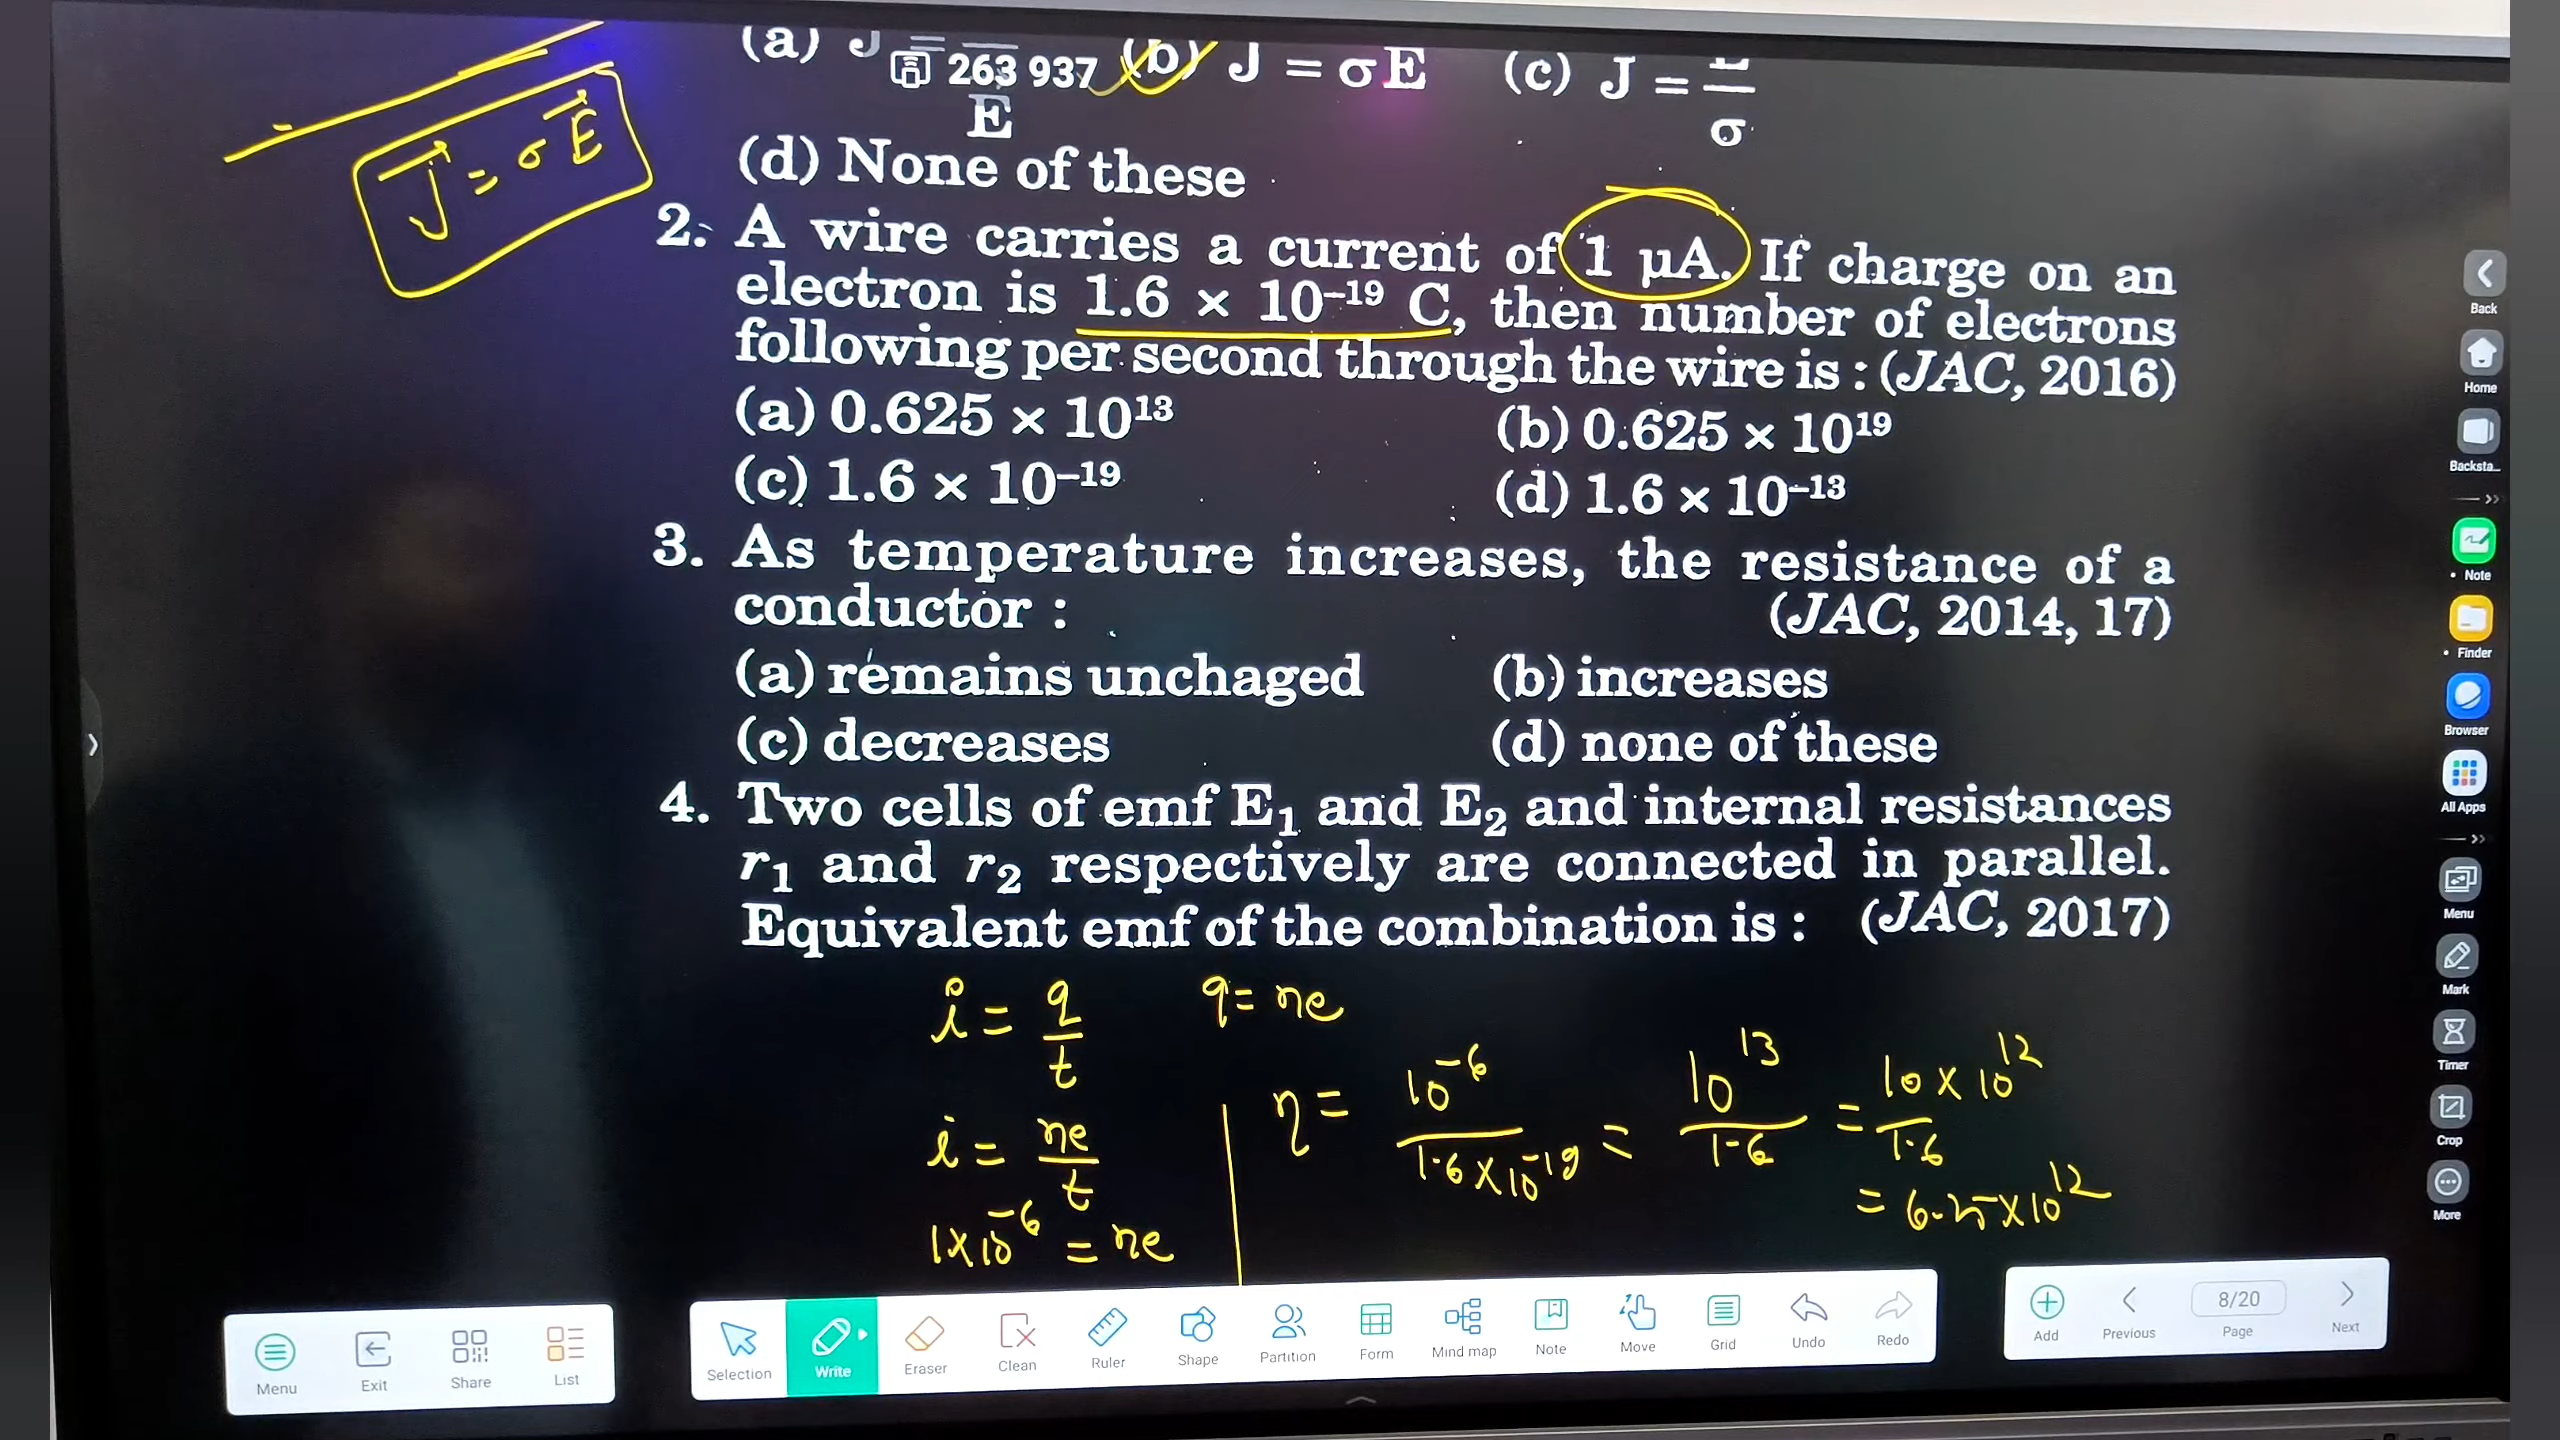 (a) J = — (b) J = σE (c) J = E/σ
263 937
E
J = σ E
(d) None of these
2. A wire carries a current of 1 μA. If charge on an
electron is 1.6 × 10⁻¹⁹ C, then number of electrons
following per second through the wire is : (JAC, 2016)
(a) 0.625 × 10¹³ (b) 0.625 × 10¹⁹
(c) 1.6 × 10⁻¹⁹ (d) 1.6 × 10⁻¹³
3. As temperature increases, the resistance of a
conductor : (JAC, 2014, 17)
(a) remains unchaged (b) increases
(c) decreases (d) none of these
4. Two cells of emf E₁ and E₂ and internal resistances
r₁ and r₂ respectively are connected in parallel.
Equivalent emf of the combination is : (JAC, 2017)
i = q/t q = ne
i = ne/t
1×10⁻⁶ = ne
n = 10⁻⁶/1.6×10⁻¹⁹ = 10¹³/1.6 = 10×10¹²/1.6
= 6.25×10¹²
Back
Home
Backsta...
Note
Finder
Browser
All Apps
Menu
Mark
Timer
Crop
More
Menu Exit Share List
Selection Write Eraser Clean Ruler Shape Partition Form Mind map Note Move Grid Undo Redo
Add Previous 8/20 Page Next